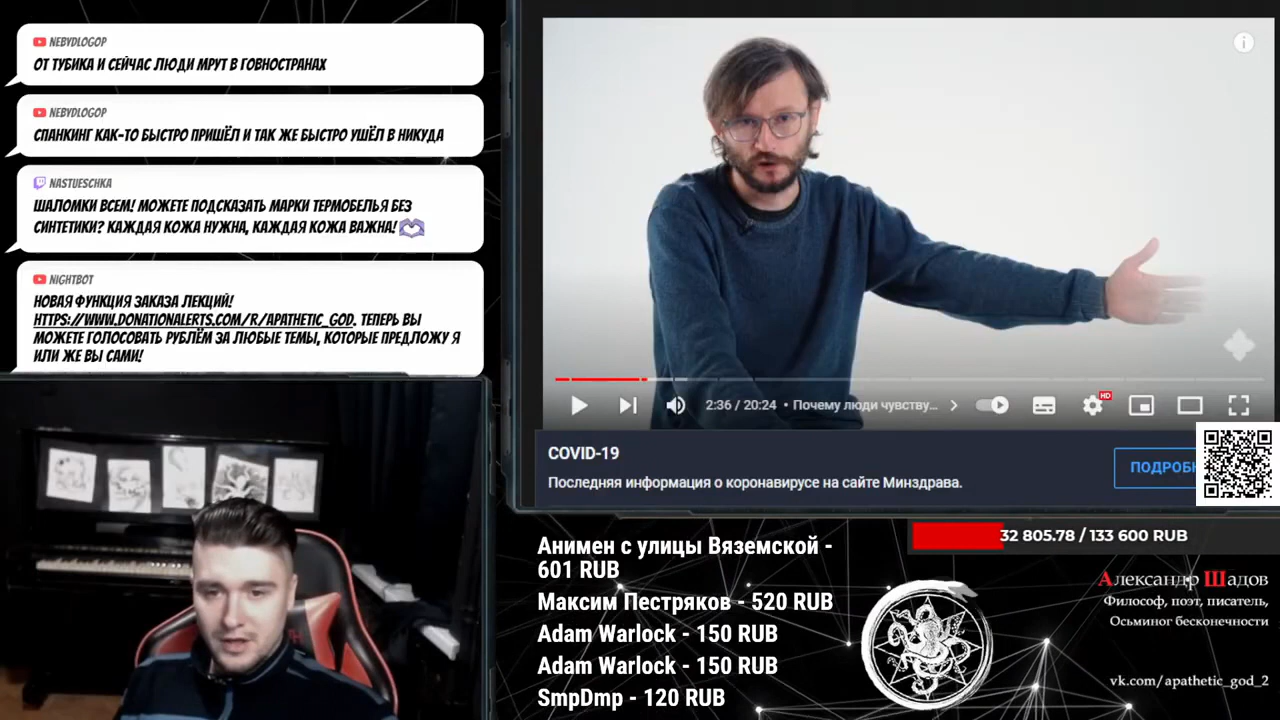 NEBYDLOGOP
ОТ ТУБИКА И СЕЙЧАС ЛЮДИ МРУТ В ГОВНОСТРАНАХ
NEBYDLOGOP
СПАНКИНГ КАК-ТО БЫСТРО ПРИШЁЛ И ТАК ЖЕ БЫСТРО УШЁЛ В НИКУДА
NASTUESCHKA
ШАЛОМКИ ВСЕМ! МОЖЕТЕ ПОДСКАЗАТЬ МАРКИ ТЕРМОБЕЛЬЯ БЕЗ
СИНТЕТИКИ? КАЖДАЯ КОЖА НУЖНА, КАЖДАЯ КОЖА ВАЖНА!
NIGHTBOT
НОВАЯ ФУНКЦИЯ ЗАКАЗА ЛЕКЦИЙ!
HTTPS://WWW.DONATIONALERTS.COM/R/APATHETIC_GOD. ТЕПЕРЬ ВЫ
МОЖЕТЕ ГОЛОСОВАТЬ РУБЛЁМ ЗА ЛЮБЫЕ ТЕМЫ, КОТОРЫЕ ПРЕДЛОЖУ Я
ИЛИ ЖЕ ВЫ САМИ!
2:36 / 20:24 • Почему люди чувству...
HD
COVID-19
Последняя информация о коронавирусе на сайте Минздрава.
ПОДРОБН
Анимен с улицы Вяземской -
601 RUB
Максим Пестряков - 520 RUB
Adam Warlock - 150 RUB
Adam Warlock - 150 RUB
SmpDmp - 120 RUB
32 805.78 / 133 600 RUB
Александр Шадов
Философ, поэт, писатель,
Осьминог бесконечности
vk.com/apathetic_god_2